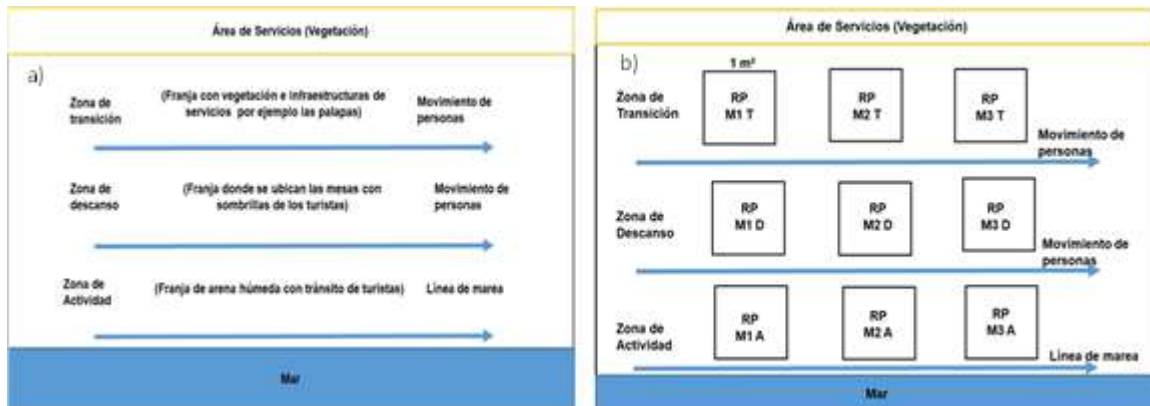 Área de Servicios (Vegetación)
a)
Zona de
transición
(Franja con vegetación e infraestructuras de
servicios por ejemplo las palapas)
Movimiento de
personas
Zona de
descanso
(Franja donde se ubican las mesas con
sombrillas de los turistas)
Movimiento de
personas
Zona de
Actividad
(Franja de arena húmeda con tránsito de turistas)
Línea de marea
Mar
Área de Servicios (Vegetación)
b)
1 m²
Zona de
Transición
RP
M1 T
RP
M2 T
RP
M3 T
Movimiento de
personas
Zona de
Descanso
RP
M1 D
RP
M2 D
RP
M3 D
Movimiento de
personas
Zona de
Actividad
RP
M1 A
RP
M2 A
RP
M3 A
Línea de marea
Mar